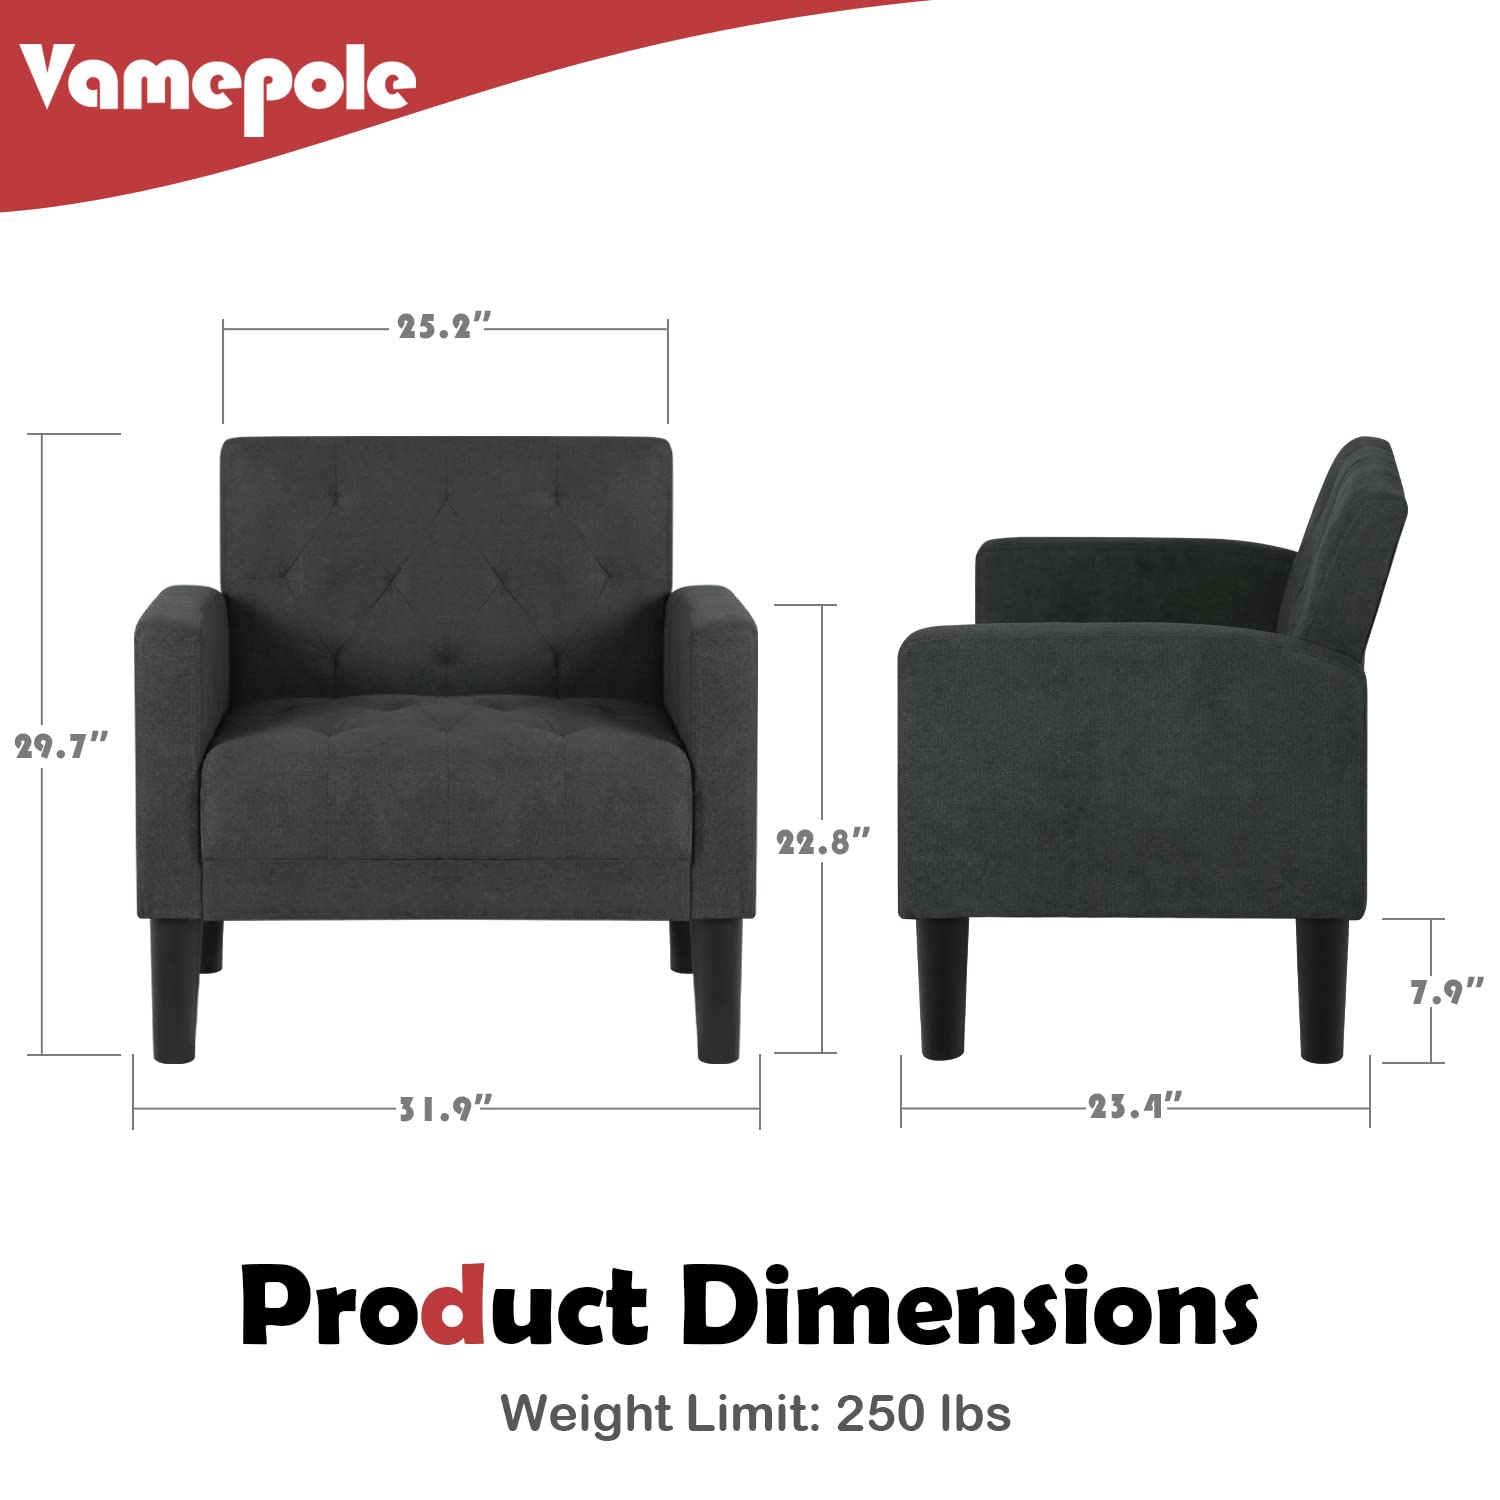 Vamepole
25.2"
29.7"
22.8"
7.9"
31.9"
23.4"
Product Dimensions
Weight Limit: 250 lbs